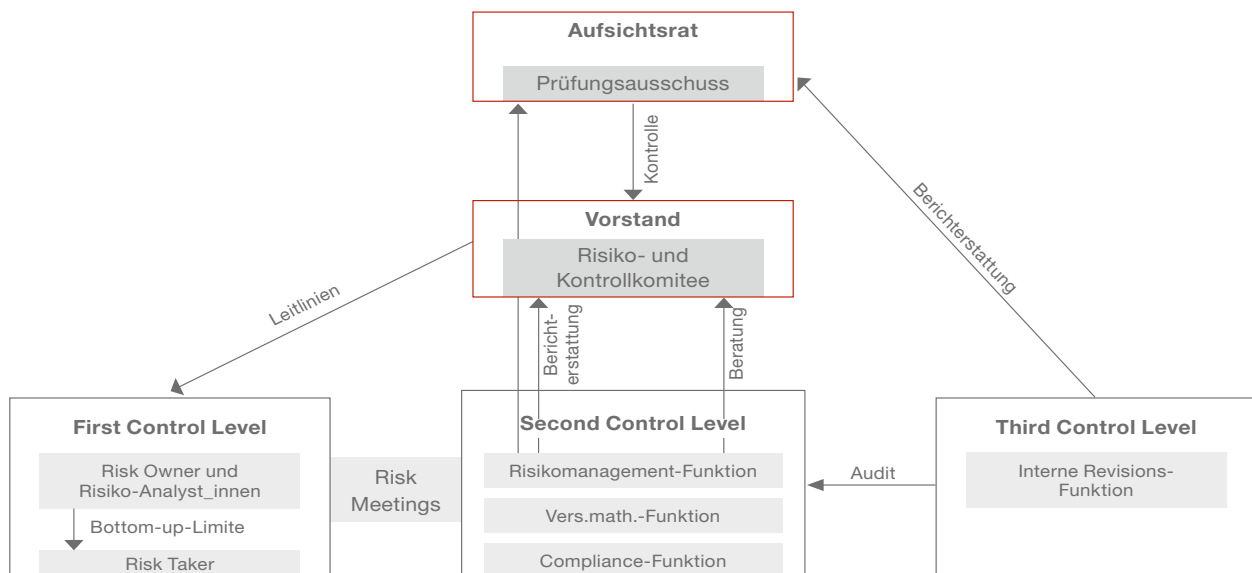 Aufsichtsrat
Prüfungsausschuss
Kontrolle
Vorstand
Risiko- und
Kontrollkomitee
Leitlinien
Bericht-
erstattung
Beratung
Berichterstattung
First Control Level
Risk Owner und
Risiko-Analyst_innen
Bottom-up-Limite
Risk Taker
Risk
Meetings
Second Control Level
Risikomanagement-Funktion
Vers.math.-Funktion
Compliance-Funktion
Audit
Third Control Level
Interne Revisions-
Funktion